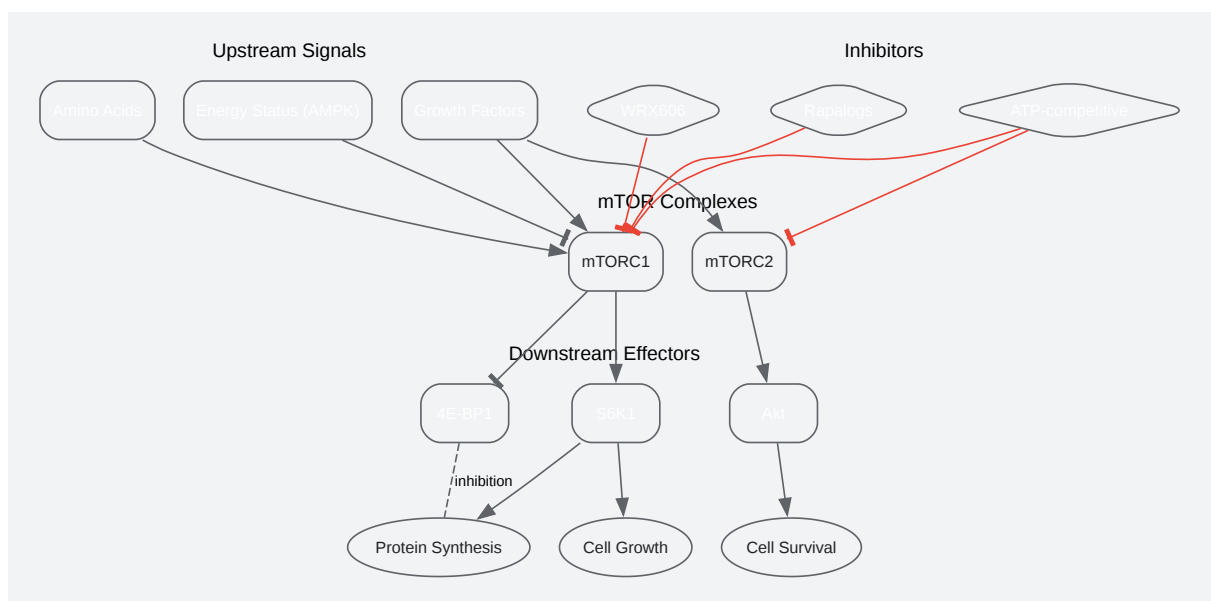 Upstream Signals
Inhibitors
Amino Acids
Energy Status (AMPK)
Growth Factors
WRX606
Rapalogs
ATP-competitive
mTOR Complexes
mTORC1
mTORC2
Downstream Effectors
4E-BP1
S6K1
Akt
inhibition
Protein Synthesis
Cell Growth
Cell Survival